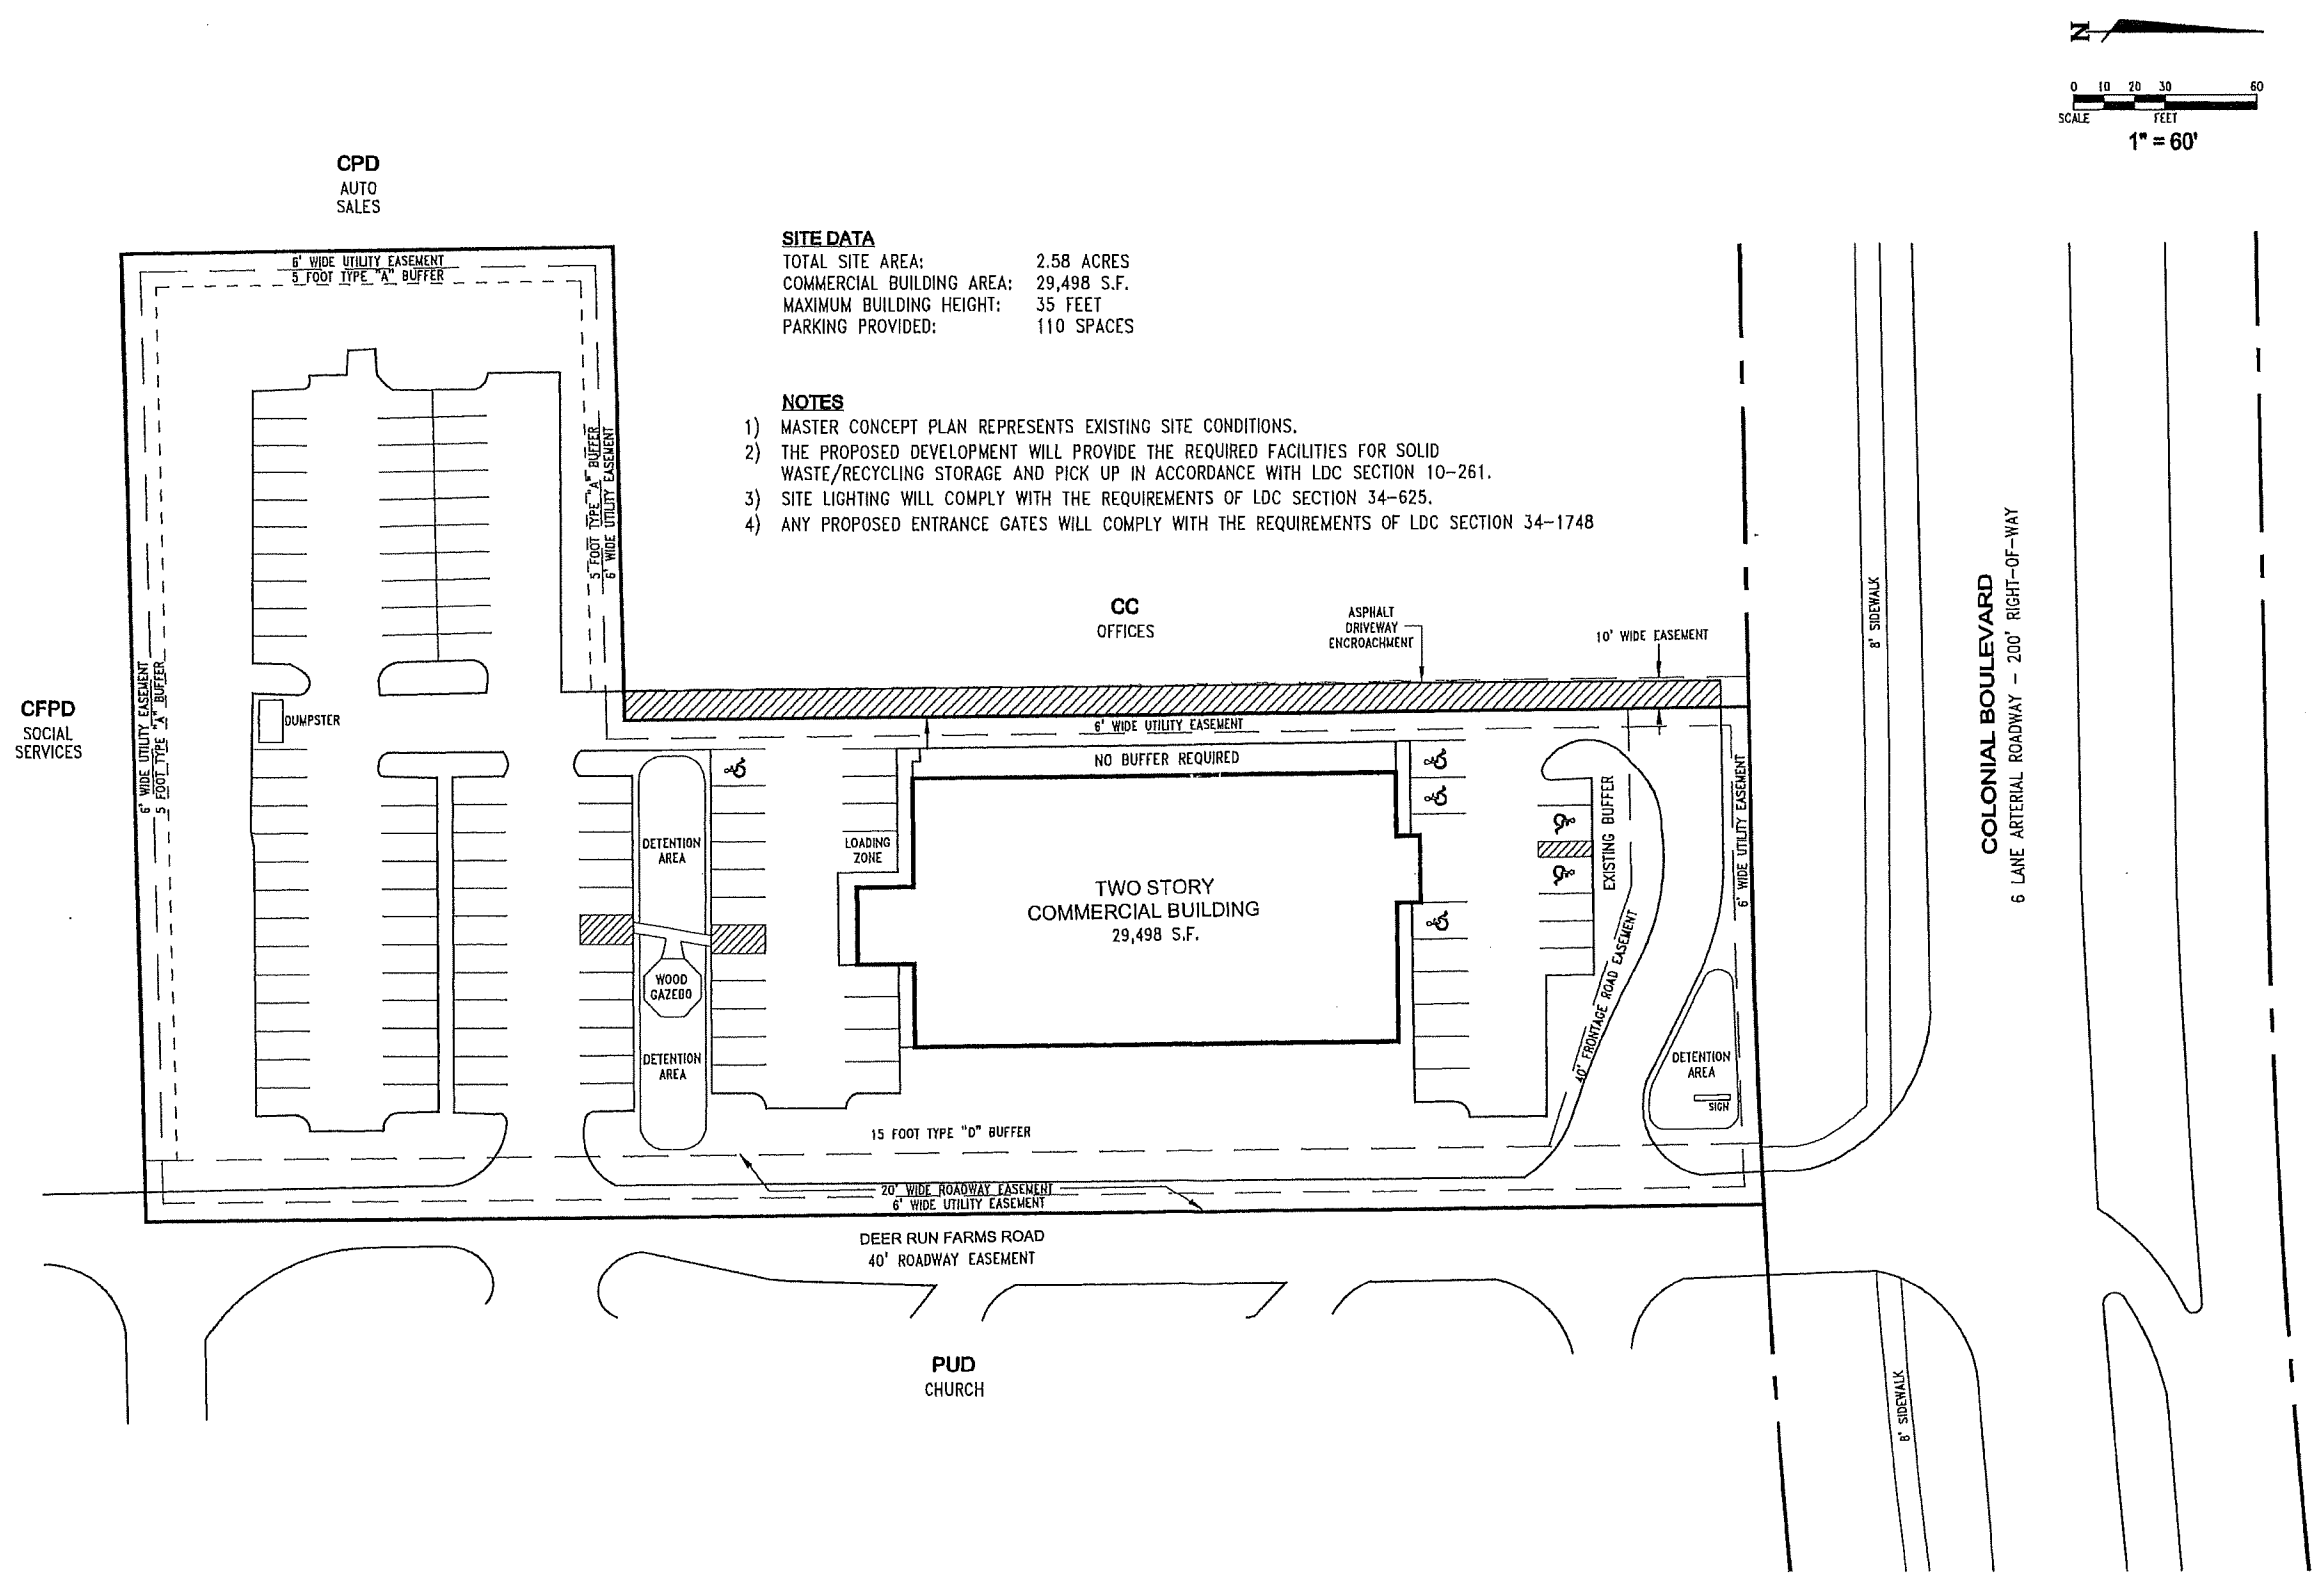 N
0 10 20 30 60
SCALE FEET
1" = 60'
CPD
AUTO
SALES
6' WIDE UTILITY EASEMENT
5 FOOT TYPE "A" BUFFER
SITE DATA
TOTAL SITE AREA: 2.58 ACRES
COMMERCIAL BUILDING AREA: 29,498 S.F.
MAXIMUM BUILDING HEIGHT: 35 FEET
PARKING PROVIDED: 110 SPACES
NOTES
1) MASTER CONCEPT PLAN REPRESENTS EXISTING SITE CONDITIONS.
2) THE PROPOSED DEVELOPMENT WILL PROVIDE THE REQUIRED FACILITIES FOR SOLID
WASTE/RECYCLING STORAGE AND PICK UP IN ACCORDANCE WITH LDC SECTION 10-261.
3) SITE LIGHTING WILL COMPLY WITH THE REQUIREMENTS OF LDC SECTION 34-625.
4) ANY PROPOSED ENTRANCE GATES WILL COMPLY WITH THE REQUIREMENTS OF LDC SECTION 34-1748
5 FOOT TYPE "A" BUFFER
6' WIDE UTILITY EASEMENT
CC
OFFICES
ASPHALT
DRIVEWAY
ENCROACHMENT
10' WIDE EASEMENT
8' SIDEWALK
COLONIAL BOULEVARD
6 LANE ARTERIAL ROADWAY - 200' RIGHT-OF-WAY
CFPD
SOCIAL
SERVICES
6' WIDE UTILITY EASEMENT
5 FOOT TYPE "A" BUFFER
DUMPSTER
6' WIDE UTILITY EASEMENT
NO BUFFER REQUIRED
DETENTION
AREA
LOADING
ZONE
EXISTING BUFFER
6' WIDE UTILITY EASEMENT
TWO STORY
COMMERCIAL BUILDING
29,498 S.F.
WOOD
GAZEBO
40' FRONTAGE ROAD EASEMENT
DETENTION
AREA
DETENTION
AREA
SIGN
15 FOOT TYPE "D" BUFFER
20' WIDE ROADWAY EASEMENT
6' WIDE UTILITY EASEMENT
DEER RUN FARMS ROAD
40' ROADWAY EASEMENT
PUD
CHURCH
8' SIDEWALK